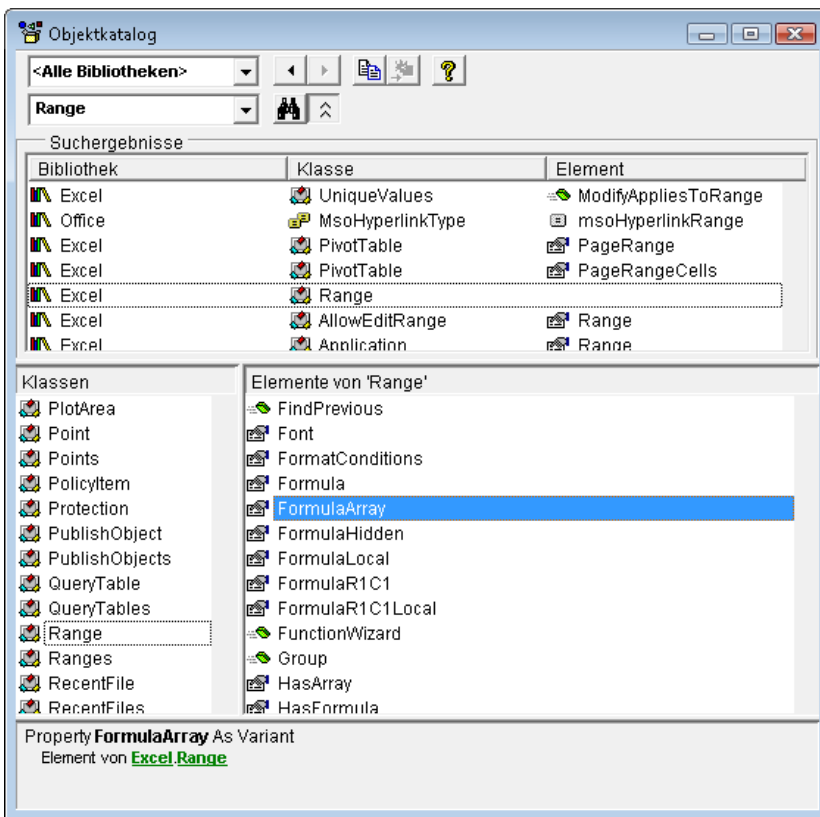 Objektkatalog
<Alle Bibliotheken>
Range
Suchergebnisse
Bibliothek Klasse Element
Excel UniqueValues ModifyAppliesToRange
Office MsoHyperlinkType msoHyperlinkRange
Excel PivotTable PageRange
Excel PivotTable PageRangeCells
Excel Range
Excel AllowEditRange Range
Excel Application Range
Klassen Elemente von 'Range'
PlotArea FindPrevious
Point Font
Points FormatConditions
PolicyItem Formula
Protection FormulaArray
PublishObject FormulaHidden
PublishObjects FormulaLocal
QueryTable FormulaR1C1
QueryTables FormulaR1C1Local
Range FunctionWizard
Ranges Group
RecentFile HasArray
RecentFiles HasFormula
Property FormulaArray As Variant
Element von Excel.Range